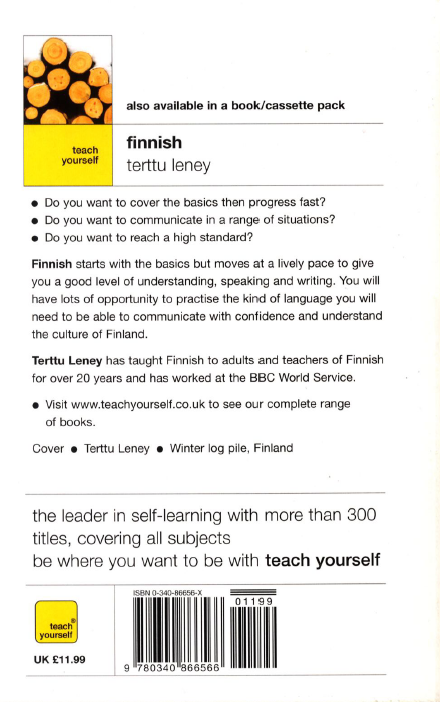 also available in a book/cassette pack
teach
yourself
finnish
terttu leney
● Do you want to cover the basics then progress fast?
● Do you want to communicate in a range of situations?
● Do you want to reach a high standard?
Finnish starts with the basics but moves at a lively pace to give
you a good level of understanding, speaking and writing. You will
have lots of opportunity to practise the kind of language you will
need to be able to communicate with confidence and understand
the culture of Finland.
Terttu Leney has taught Finnish to adults and teachers of Finnish
for over 20 years and has worked at the BBC World Service.
● Visit www.teachyourself.co.uk to see our complete range
of books.
Cover ● Terttu Leney ● Winter log pile, Finland
the leader in self-learning with more than 300
titles, covering all subjects
be where you want to be with teach yourself
teach®
yourself
UK £11.99
ISBN 0-340-86656-X
01199
9 780340 866566